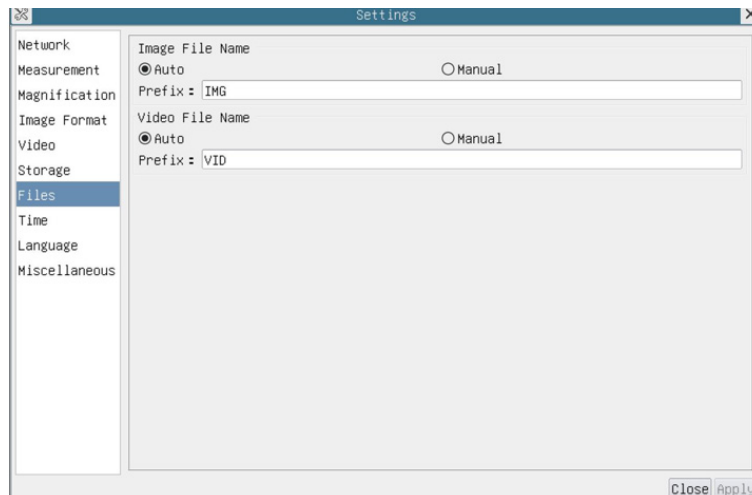 Settings
Network
Measurement
Magnification
Image Format
Video
Storage
Files
Time
Language
Miscellaneous
Image File Name
Auto Manual
Prefix: IMG
Video File Name
Auto Manual
Prefix: VID
Close Apply